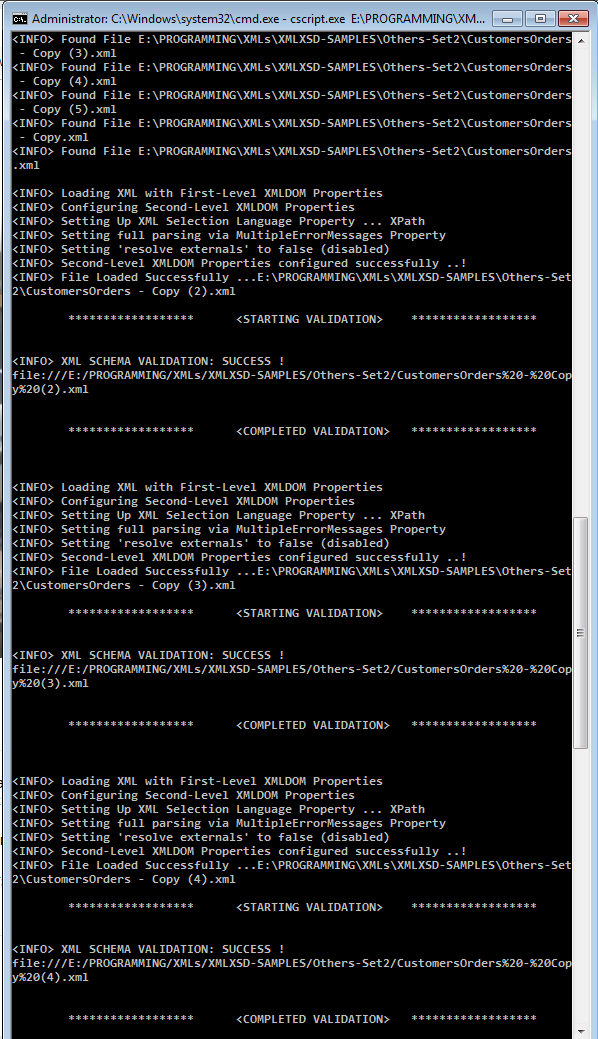 Administrator: C:\Windows\system32\cmd.exe - cscript.exe  E:\PROGRAMMING\XM...
<INFO> Found File E:\PROGRAMMING\XMLs\XMLXSD-SAMPLES\Others-Set2\CustomersOrders
 - Copy (3).xml
<INFO> Found File E:\PROGRAMMING\XMLs\XMLXSD-SAMPLES\Others-Set2\CustomersOrders
 - Copy (4).xml
<INFO> Found File E:\PROGRAMMING\XMLs\XMLXSD-SAMPLES\Others-Set2\CustomersOrders
 - Copy (5).xml
<INFO> Found File E:\PROGRAMMING\XMLs\XMLXSD-SAMPLES\Others-Set2\CustomersOrders
 - Copy.xml
<INFO> Found File E:\PROGRAMMING\XMLs\XMLXSD-SAMPLES\Others-Set2\CustomersOrders
.xml
<INFO> Loading XML with First-Level XMLDOM Properties
<INFO> Configuring Second-Level XMLDOM Properties
<INFO> Setting Up XML Selection Language Property ... XPath
<INFO> Setting full parsing via MultipleErrorMessages Property
<INFO> Setting 'resolve externals' to false (disabled)
<INFO> Second-Level XMLDOM Properties configured successfully ..!
<INFO> File Loaded Successfully ...E:\PROGRAMMING\XMLs\XMLXSD-SAMPLES\Others-Set
2\CustomersOrders - Copy (2).xml
******************      <STARTING VALIDATION>    ******************
<INFO> XML SCHEMA VALIDATION: SUCCESS !
file:///E:/PROGRAMMING/XMLs/XMLXSD-SAMPLES/Others-Set2/CustomersOrders%20-%20Cop
y%20(2).xml
******************      <COMPLETED VALIDATION>   ******************
<INFO> Loading XML with First-Level XMLDOM Properties
<INFO> Configuring Second-Level XMLDOM Properties
<INFO> Setting Up XML Selection Language Property ... XPath
<INFO> Setting full parsing via MultipleErrorMessages Property
<INFO> Setting 'resolve externals' to false (disabled)
<INFO> Second-Level XMLDOM Properties configured successfully ..!
<INFO> File Loaded Successfully ...E:\PROGRAMMING\XMLs\XMLXSD-SAMPLES\Others-Set
2\CustomersOrders - Copy (3).xml
******************      <STARTING VALIDATION>    ******************
<INFO> XML SCHEMA VALIDATION: SUCCESS !
file:///E:/PROGRAMMING/XMLs/XMLXSD-SAMPLES/Others-Set2/CustomersOrders%20-%20Cop
y%20(3).xml
******************      <COMPLETED VALIDATION>   ******************
<INFO> Loading XML with First-Level XMLDOM Properties
<INFO> Configuring Second-Level XMLDOM Properties
<INFO> Setting Up XML Selection Language Property ... XPath
<INFO> Setting full parsing via MultipleErrorMessages Property
<INFO> Setting 'resolve externals' to false (disabled)
<INFO> Second-Level XMLDOM Properties configured successfully ..!
<INFO> File Loaded Successfully ...E:\PROGRAMMING\XMLs\XMLXSD-SAMPLES\Others-Set
2\CustomersOrders - Copy (4).xml
******************      <STARTING VALIDATION>    ******************
<INFO> XML SCHEMA VALIDATION: SUCCESS !
file:///E:/PROGRAMMING/XMLs/XMLXSD-SAMPLES/Others-Set2/CustomersOrders%20-%20Cop
y%20(4).xml
******************      <COMPLETED VALIDATION>   ******************